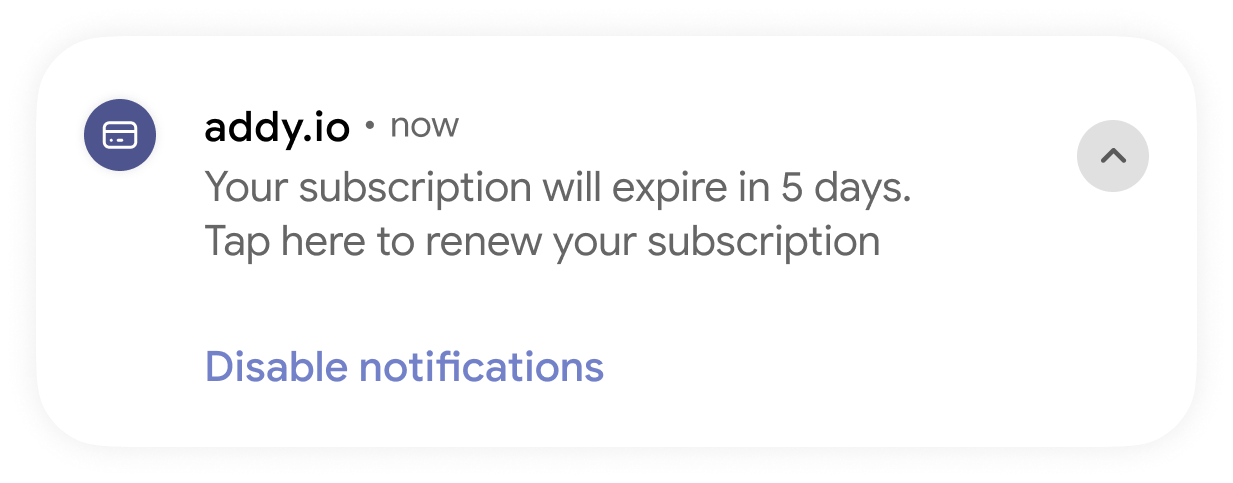 addy.io • now
Your subscription will expire in 5 days.
Tap here to renew your subscription
Disable notifications